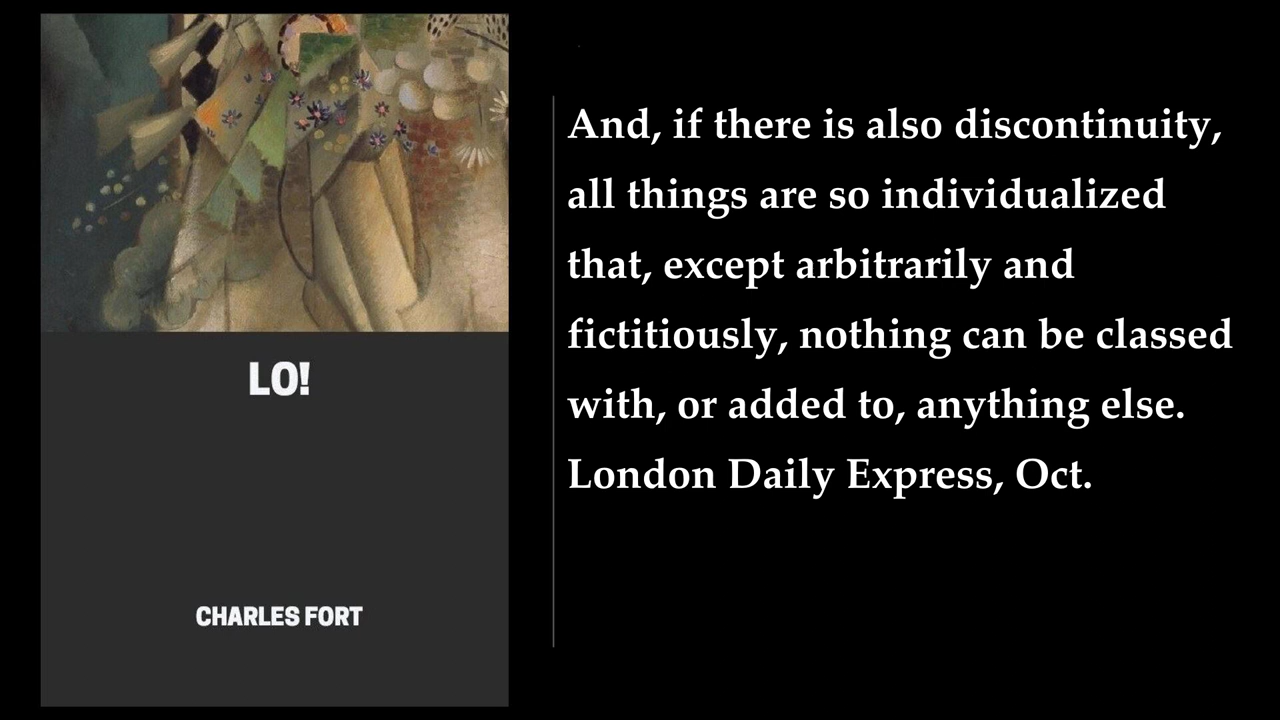 LO!
CHARLES FORT
And, if there is also discontinuity,
all things are so individualized
that, except arbitrarily and
fictitiously, nothing can be classed
with, or added to, anything else.
London Daily Express, Oct.